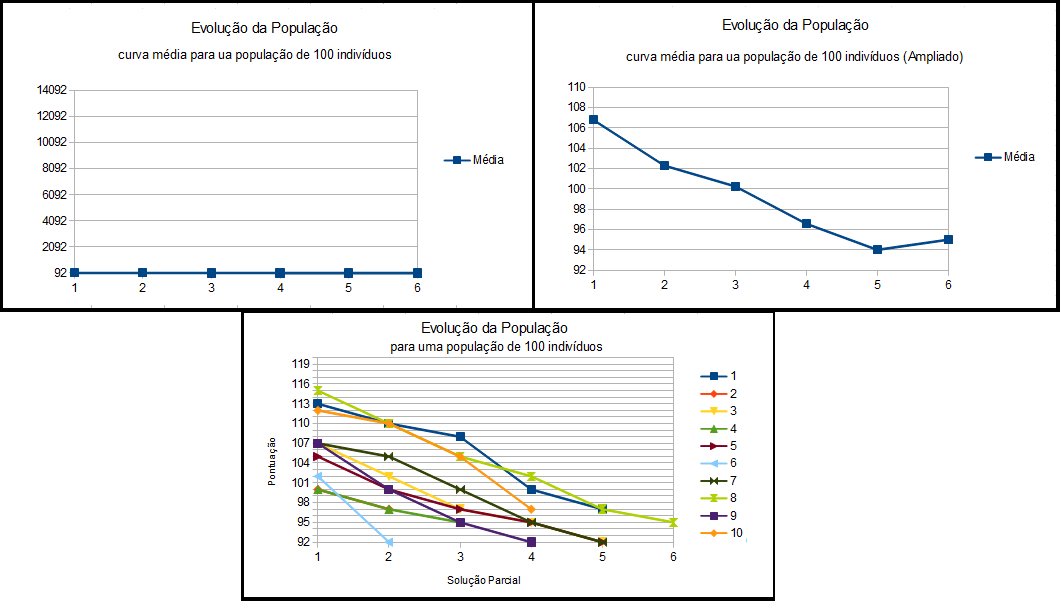 Evolução da População
curva média para ua população de 100 indivíduos
14092
12092
10092
8092
6092
4092
2092
92
1 2 3 4 5 6
Média
Evolução da População
curva média para ua população de 100 indivíduos (Ampliado)
110
108
106
104
102
100
98
96
94
92
1 2 3 4 5 6
Média
Evolução da População
para uma população de 100 indivíduos
Pontuação
119
116
113
110
107
104
101
98
95
92
1 2 3 4 5 6
Solução Parcial
1
2
3
4
5
6
7
8
9
10